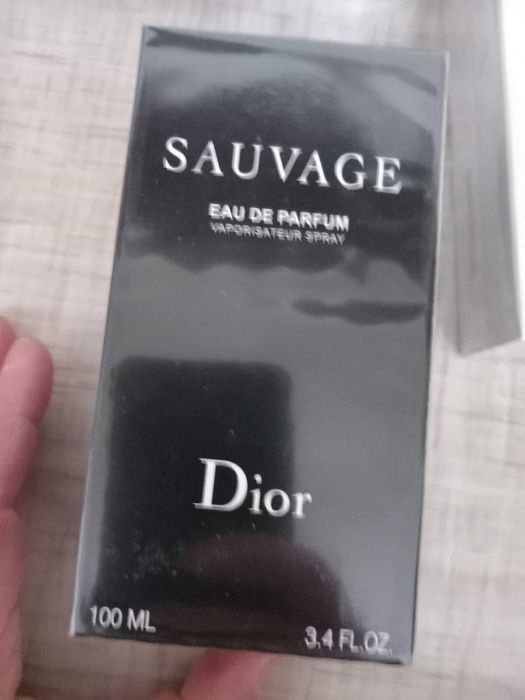 SAUVAGE
EAU DE PARFUM
VAPORISATEUR SPRAY
Dior
100 ML
3.4 FL.OZ.